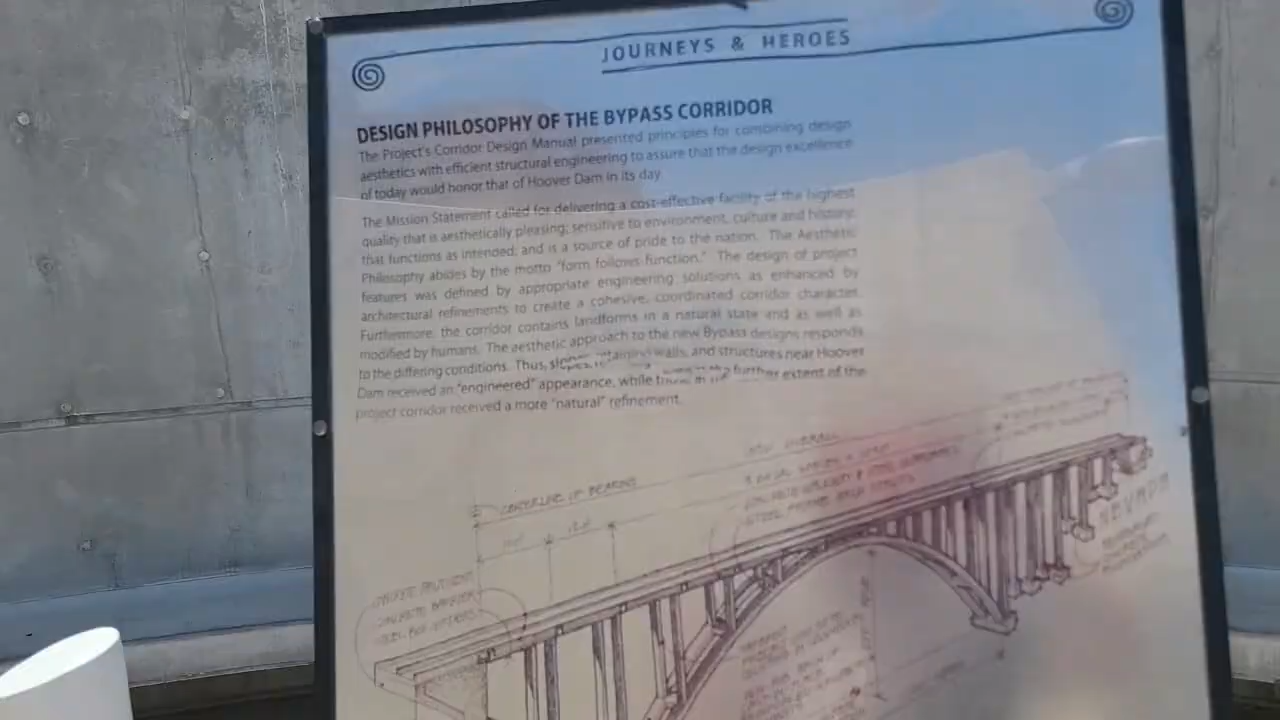 JOURNEYS & HEROES
DESIGN PHILOSOPHY OF THE BYPASS CORRIDOR
The Project's Corridor Design Manual presented principles for combining design
aesthetics with efficient structural engineering to assure that the design excellence
of today would honor that of Hoover Dam in its day.
The Mission Statement called for delivering a cost-effective facility of the highest
quality that is aesthetically pleasing; sensitive to environment, culture and history;
that functions as intended; and is a source of pride to the nation. The Aesthetic
Philosophy abides by the motto "form follows function." The design of project
features was defined by appropriate engineering solutions as enhanced by
architectural refinements to create a cohesive, coordinated corridor character.
Furthermore, the corridor contains landforms in a natural state and as well as
modified by humans. The aesthetic approach to the new Bypass designs responds
to the differing conditions. Thus, slopes, retaining walls, and structures near Hoover
Dam received an "engineered" appearance, while those in the further extent of the
project corridor received a more "natural" refinement.
CENTERLINE OF BEARING
NEVADA